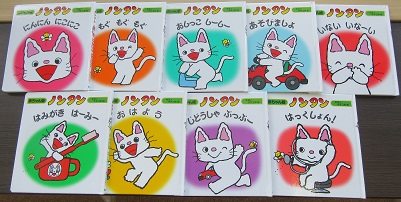 ノンタン
にんにん にこにこ
ノンタン
もぐ もぐ もぐ
ノンタン
おしっこ しーしー
ノンタン
あそびましょ
ノンタン
いない いなーい
ノンタン
はみがき はーみー
ノンタン
おはよう
ノンタン
じどうしゃ ぶっぶー
ノンタン
はっくしょん!